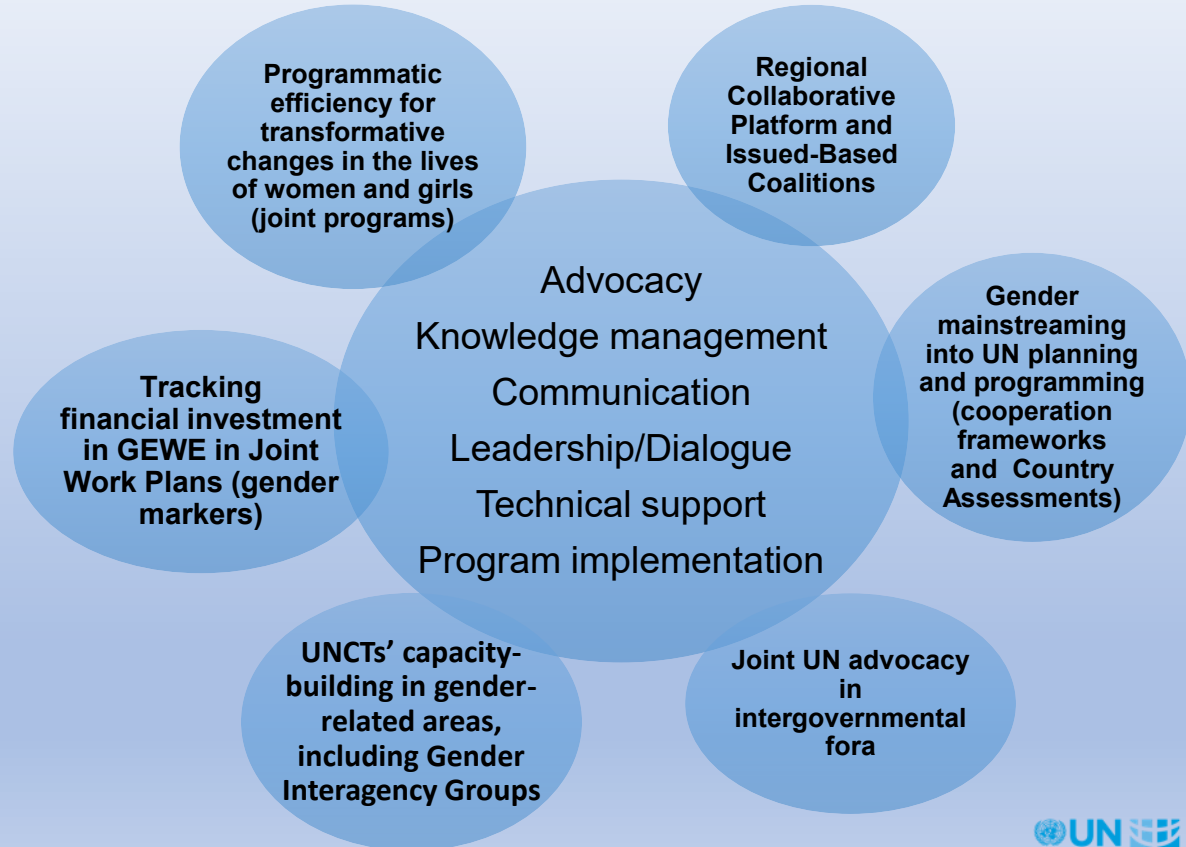 Programmatic
efficiency for
transformative
changes in the lives
of women and girls
(joint programs)
Regional
Collaborative
Platform and
Issued-Based
Coalitions
Gender
mainstreaming
into UN planning
and programming
(cooperation
frameworks
and Country
Assessments)
Joint UN advocacy
in
intergovernmental
fora
UNCTs’ capacity-
building in gender-
related areas,
including Gender
Interagency Groups
Tracking
financial investment
in GEWE in Joint
Work Plans (gender
markers)
Advocacy
Knowledge management
Communication
Leadership/Dialogue
Technical support
Program implementation
UN